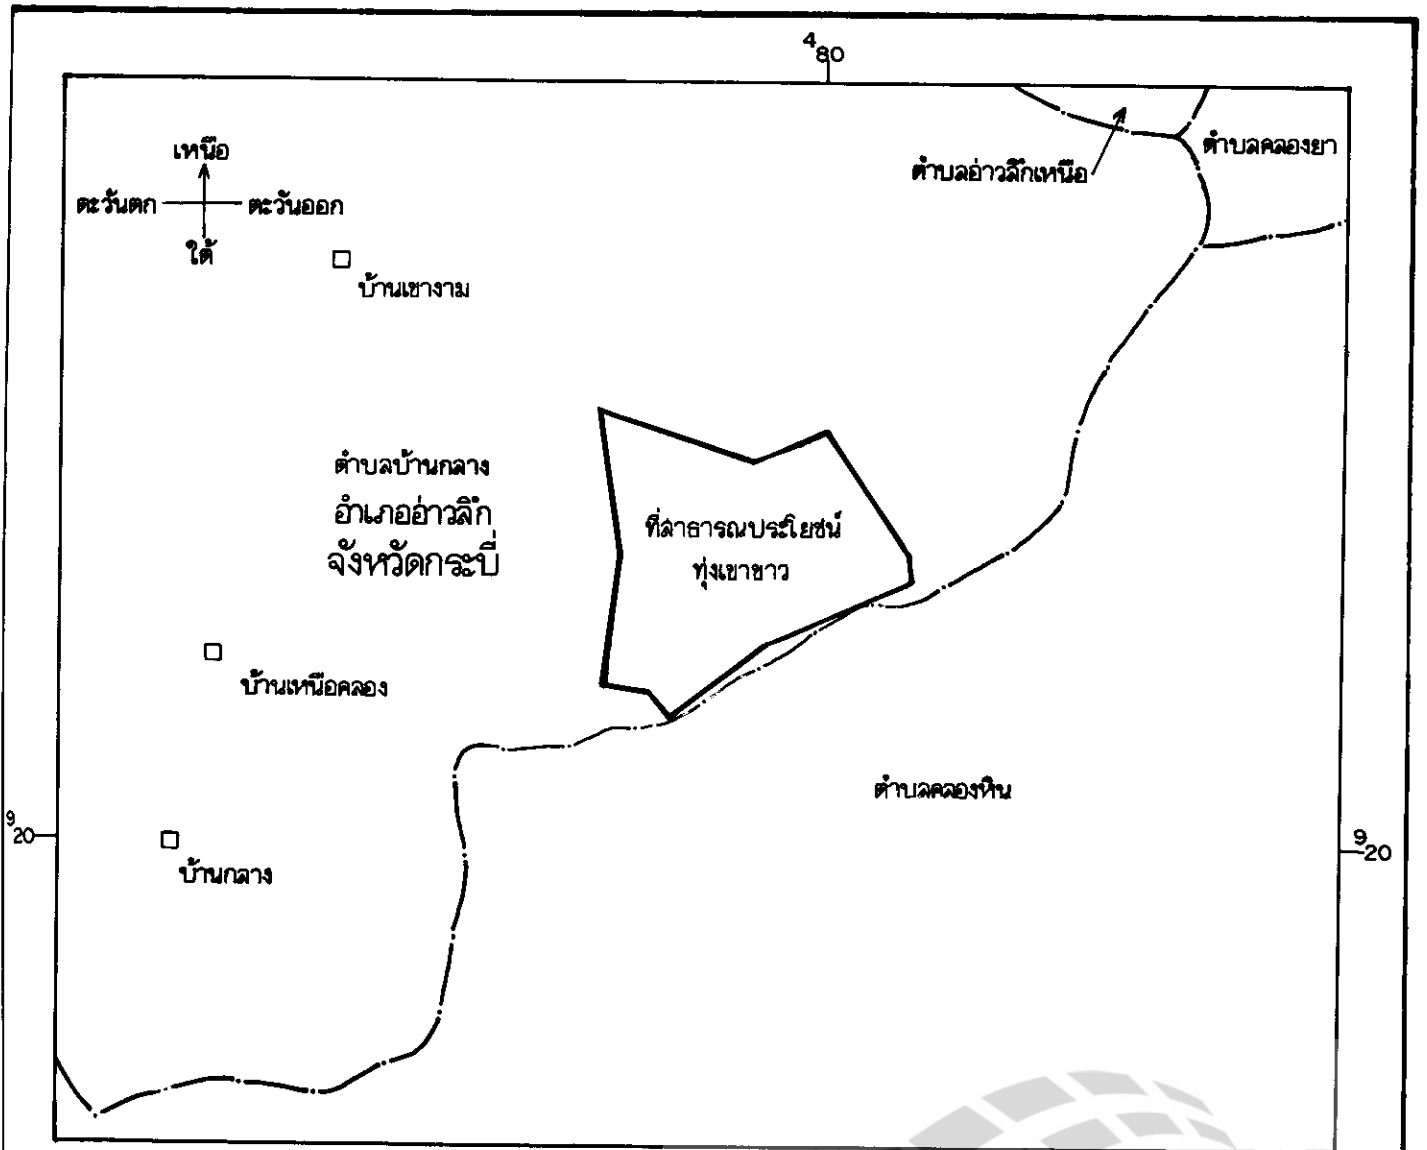 ⁴80
เหนือ
ตะวันตก
ตะวันออก
ใต้
ตำบลคลองยา
ตำบลอ่าวลึกเหนือ
บ้านเขางาม
ตำบลบ้านกลาง
อำเภออ่าวลึก
จังหวัดกระบี่
ที่สาธารณประโยชน์
ทุ่งเขาขาว
บ้านเหนือคลอง
ตำบลคลองหิน
⁹20
⁹20
บ้านกลาง